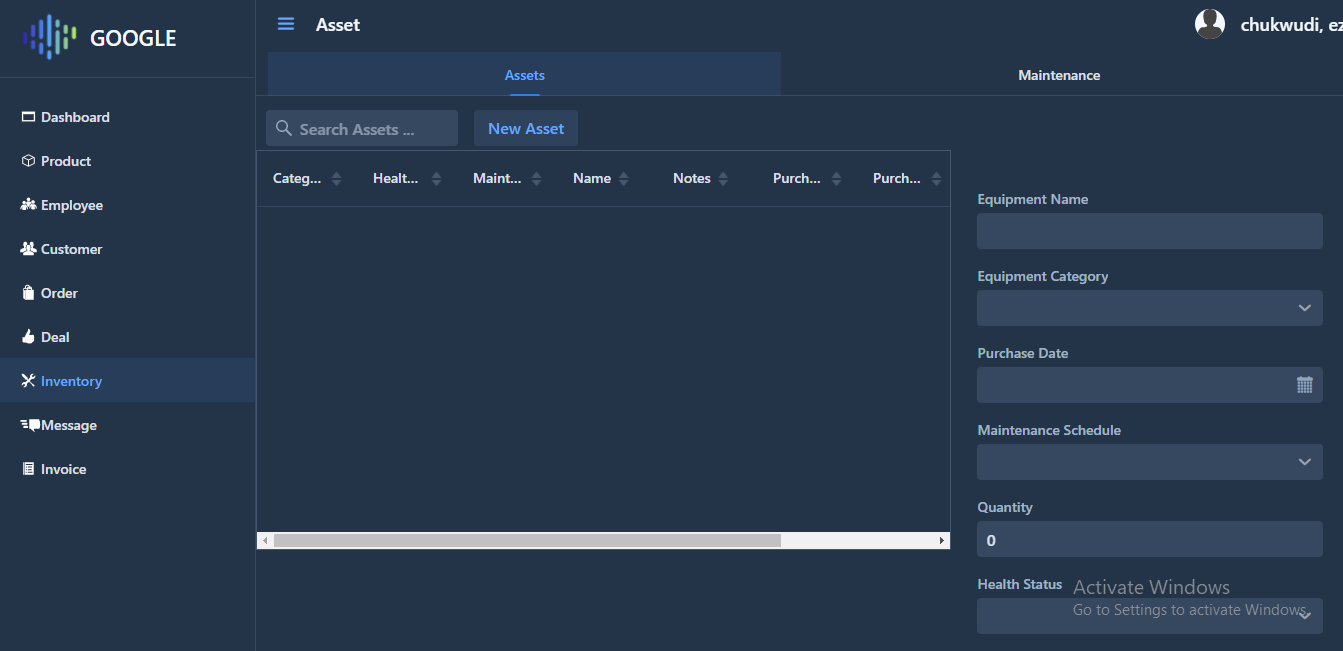 GOOGLE
Asset
chukwudi, ez
Dashboard
Product
Employee
Customer
Order
Deal
Inventory
Message
Invoice
Assets
Maintenance
Search Assets ...
New Asset
Categ...
Healt...
Maint...
Name
Notes
Purch...
Purch...
Equipment Name
Equipment Category
Purchase Date
Maintenance Schedule
Quantity
0
Health Status
Activate Windows
Go to Settings to activate Windows.